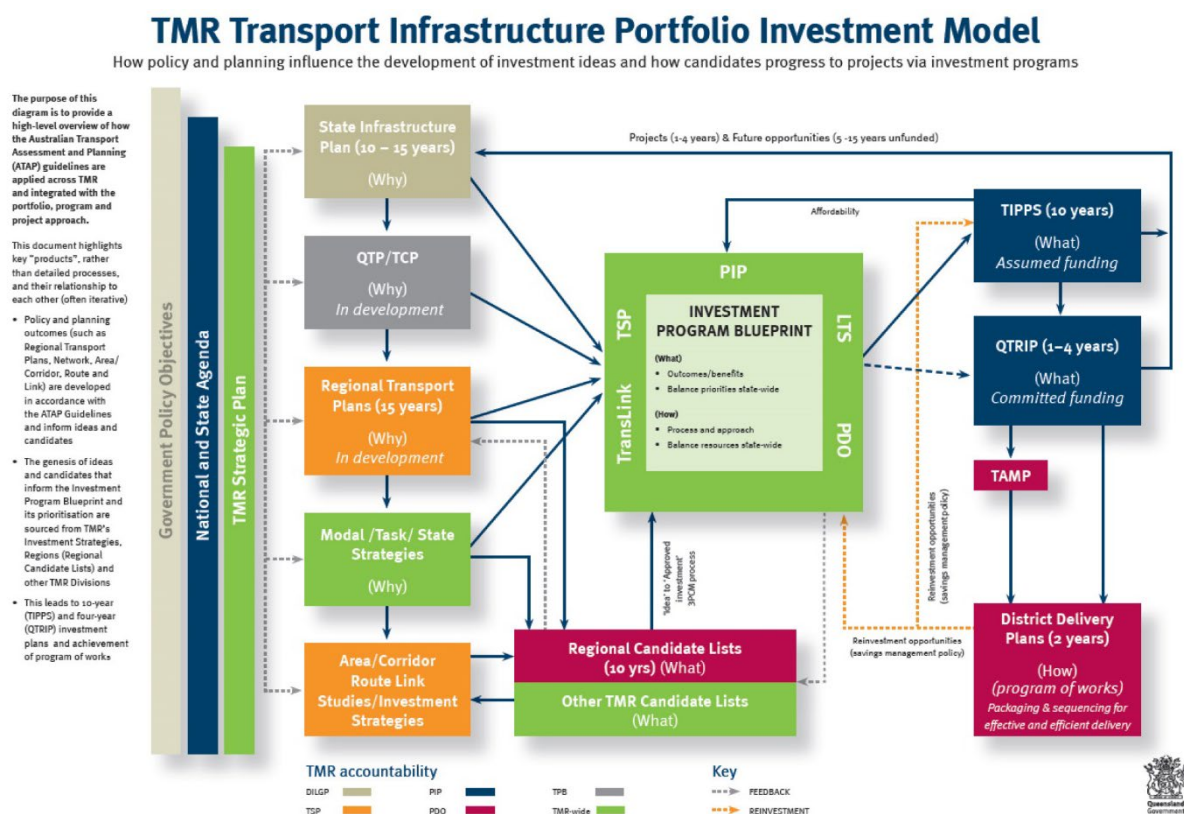 TMR Transport Infrastructure Portfolio Investment Model
How policy and planning influence the development of investment ideas and how candidates progress to projects via investment programs
The purpose of this
diagram is to provide a
high-level overview of how
the Australian Transport
Assessment and Planning
(ATAP) guidelines are
applied across TMR
and integrated with the
portfolio, program and
project approach.
This document highlights
key "products", rather
than detailed processes,
and their relationship to
each other (often iterative)
• Policy and planning
outcomes (such as
Regional Transport
Plans, Network, Area/
Corridor, Route and
Link) are developed
in accordance with
the ATAP Guidelines
and inform ideas and
candidates
• The genesis of ideas
and candidates that
inform the Investment
Program Blueprint and
its prioritisation are
sourced from TMR's
Investment Strategies,
Regions (Regional
Candidate Lists) and
other TMR Divisions
• This leads to 10-year
(TIPPS) and four-year
(QTRIP) investment
plans and achievement
of program of works
Government Policy Objectives
National and State Agenda
TMR Strategic Plan
State Infrastructure
Plan (10 – 15 years)
(Why)
QTP/TCP
(Why)
In development
Regional Transport
Plans (15 years)
(Why)
In development
Modal /Task/ State
Strategies
(Why)
Area/Corridor
Route Link
Studies/Investment
Strategies
Projects (1-4 years) & Future opportunities (5 -15 years unfunded)
Affordability
PIP
TSP
TransLink
LTS
PDO
INVESTMENT
PROGRAM BLUEPRINT
(What)
▪ Outcomes/benefits
▪ Balance priorities state-wide
(How)
▪ Process and approach
▪ Balance resources state-wide
'Idea' to 'Approved
investment'
3PCM process
Regional Candidate Lists
(10 yrs) (What)
Other TMR Candidate Lists
(What)
TIPPS (10 years)
(What)
Assumed funding
QTRIP (1–4 years)
(What)
Committed funding
TAMP
Reinvestment opportunities
(savings management policy)
Reinvestment opportunities
(savings management policy)
District Delivery
Plans (2 years)
(How)
(program of works)
Packaging & sequencing for
effective and efficient delivery
TMR accountability
DILGP
PIP
TPB
TSP
PDO
TMR-wide
Key
FEEDBACK
REINVESTMENT
Queensland
Government